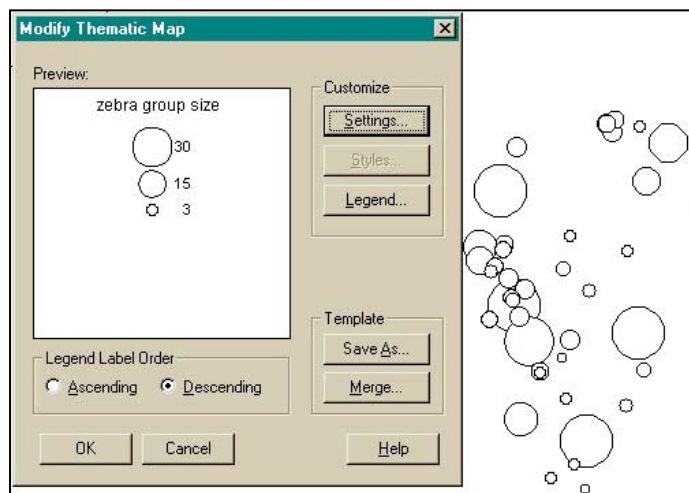 Modify Thematic Map
Preview:
zebra group size
30
15
3
Customize
Settings...
Styles...
Legend...
Template
Save As...
Merge...
Legend Label Order
Ascending
Descending
OK
Cancel
Help